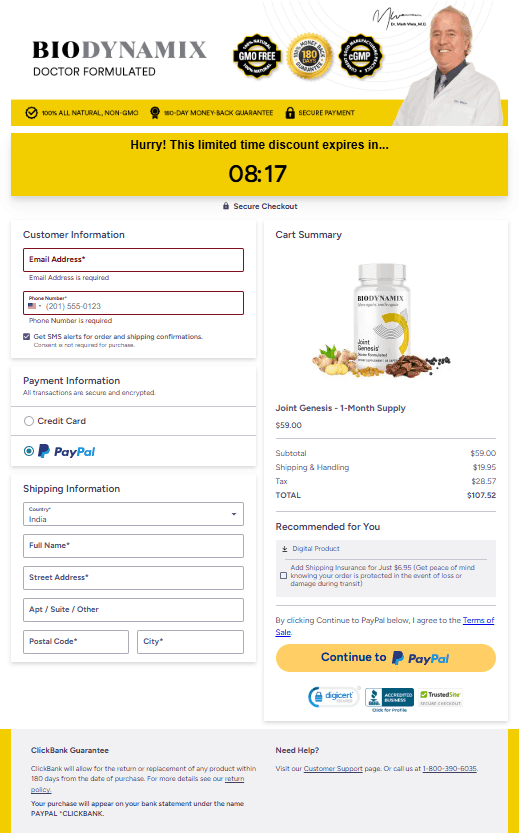 Dr. Mark Weis, M.D.
BIODYNAMIX
DOCTOR FORMULATED
100% NATURAL
GMO FREE
100% NATURAL
100% MONEY BACK
180
DAYS
GUARANTEE
GOOD MANUFACTURING PRACTICE
cGMP
100% ALL NATURAL, NON-GMO
180-DAY MONEY-BACK GUARANTEE
SECURE PAYMENT
Hurry! This limited time discount expires in...
08:17
Secure Checkout
Customer Information
Email Address*
Email Address is required
Phone Number*
(201) 555-0123
Phone Number is required
Get SMS alerts for order and shipping confirmations.
Consent is not required for purchase.
Payment Information
All transactions are secure and encrypted.
Credit Card
PayPal
Shipping Information
Country*
India
Full Name*
Street Address*
Apt / Suite / Other
Postal Code*
City*
Cart Summary
BIODYNAMIX
Joint
Genesis
Joint Genesis - 1-Month Supply
$59.00
Subtotal $59.00
Shipping & Handling $19.95
Tax $28.57
TOTAL $107.52
Recommended for You
Digital Product
Add Shipping Insurance for Just $6.95 (Get peace of mind
knowing your order is protected in the event of loss or
damage during transit)
By clicking Continue to PayPal below, I agree to the Terms of
Sale.
Continue to PayPal
digicert
SECURED
BBB
ACCREDITED
BUSINESS
Click for Profile
TrustedSite
SECURE CHECKOUT
ClickBank Guarantee
ClickBank will allow for the return or replacement of any product within
180 days from the date of purchase. For more details see our return
policy.
Your purchase will appear on your bank statement under the name
PAYPAL *CLICKBANK.
Need Help?
Visit our Customer Support page. Or call us at 1-800-390-6035.